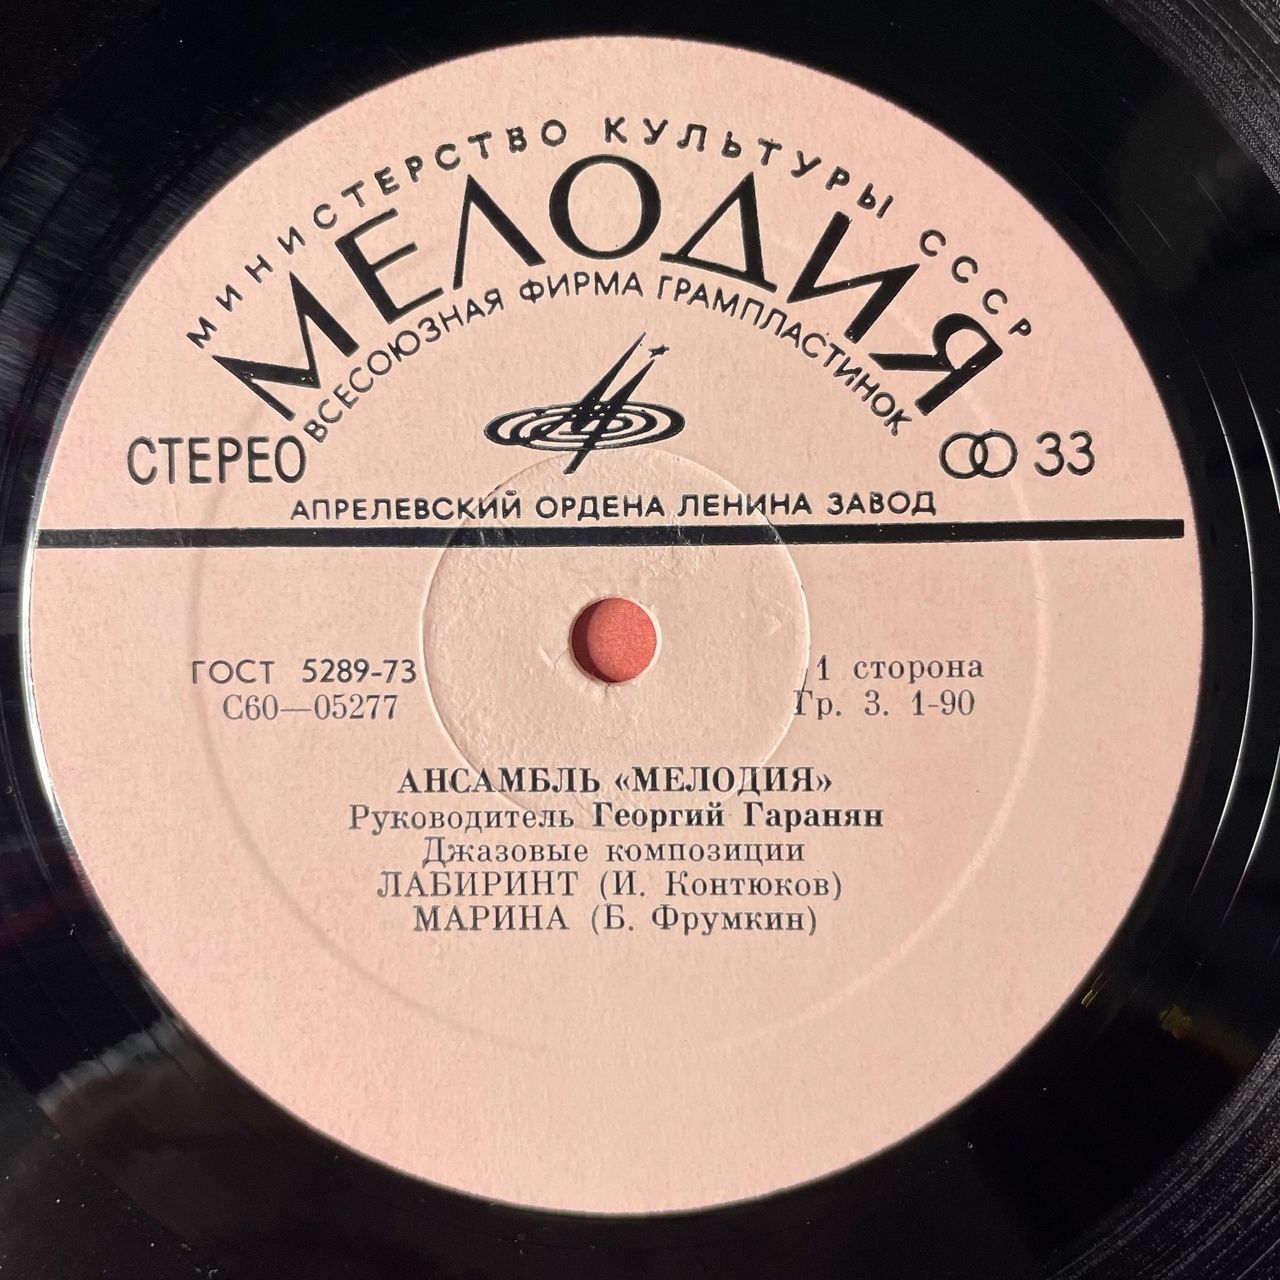 МИНИСТЕРСТВО КУЛЬТУРЫ СССР
МЕЛОДИЯ
ВСЕСОЮЗНАЯ ФИРМА ГРАМПЛАСТИНОК
СТЕРЕО
33
АПРЕЛЕВСКИЙ ОРДЕНА ЛЕНИНА ЗАВОД
ГОСТ 5289-73
С60—05277
1 сторона
Гр. 3. 1-90
АНСАМБЛЬ «МЕЛОДИЯ»
Руководитель Георгий Гаранян
Джазовые композиции
ЛАБИРИНТ (И. Контюков)
МАРИНА (Б. Фрумкин)